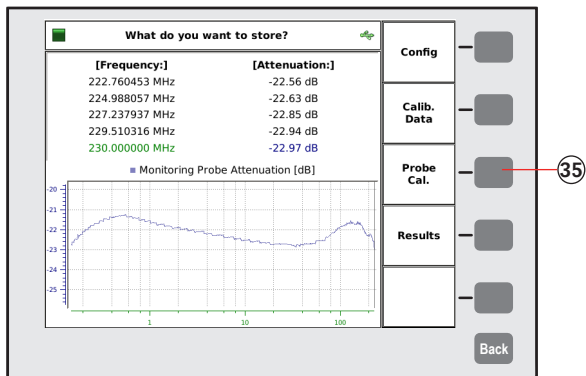 What do you want to store?
[Frequency:] [Attenuation:]
222.760453 MHz -22.56 dB
224.988057 MHz -22.63 dB
227.237937 MHz -22.85 dB
229.510316 MHz -22.94 dB
230.000000 MHz -22.97 dB
Monitoring Probe Attenuation [dB]
-20
-21
-22
-23
-24
-25
1 10 100
Config
Calib.
Data
Probe
Cal.
Results
Back
35